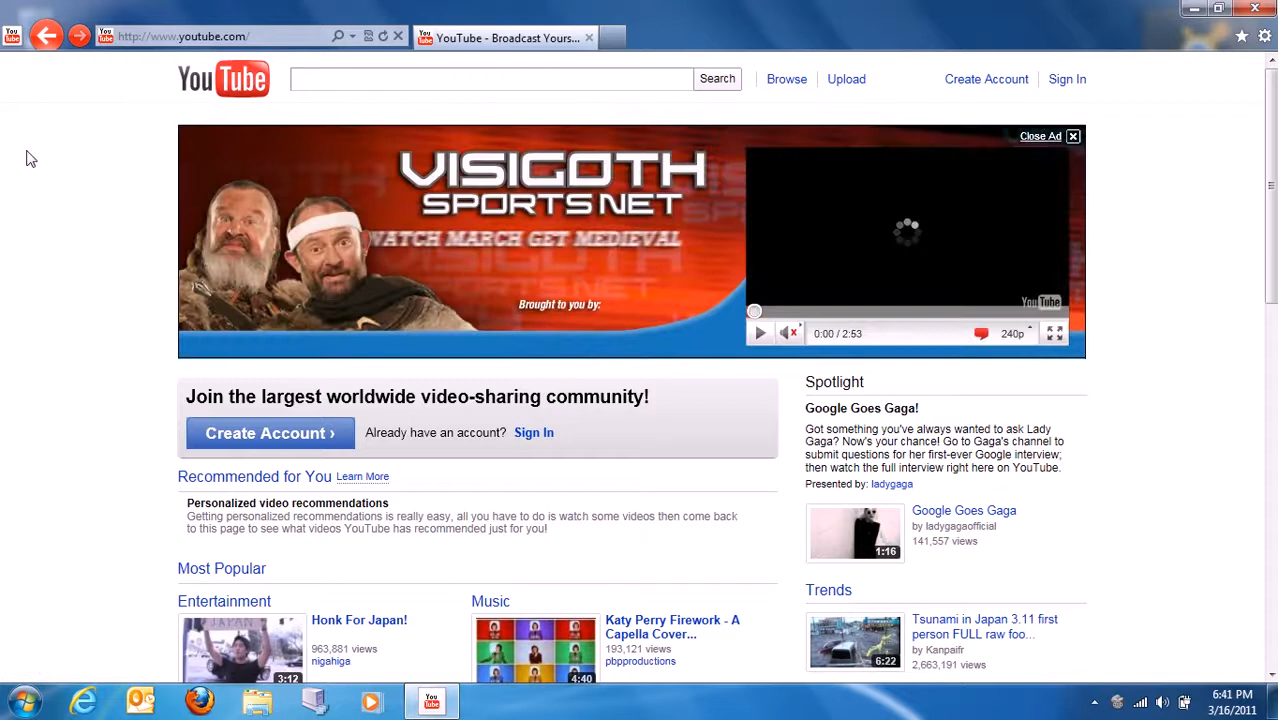 You Tube
http://www.youtube.com/
YouTube - Broadcast Yours...
You Tube
Search
Browse
Upload
Create Account
Sign In
Close Ad
VISIGOTH
SPORTS NET
WATCH MARCH GET MEDIEVAL
Brought to you by:
YouTube
0:00 / 2:53
240p
Join the largest worldwide video-sharing community!
Create Account ›
Already have an account? Sign In
Recommended for You Learn More
Personalized video recommendations
Getting personalized recommendations is really easy, all you have to do is watch some videos then come back
to this page to see what videos YouTube has recommended just for you!
Most Popular
Entertainment
Honk For Japan!
963,881 views
nigahiga
3:12
Music
Katy Perry Firework - A
Capella Cover...
193,121 views
pbpproductions
4:40
Spotlight
Google Goes Gaga!
Got something you've always wanted to ask Lady
Gaga? Now's your chance! Go to Gaga's channel to
submit questions for her first-ever Google interview;
then watch the full interview right here on YouTube.
Presented by: ladygaga
Google Goes Gaga
by ladygagaofficial
141,557 views
1:16
Trends
Tsunami in Japan 3.11 first
person FULL raw foo...
by Kanpaifr
2,663,191 views
6:22
You Tube
6:41 PM
3/16/2011